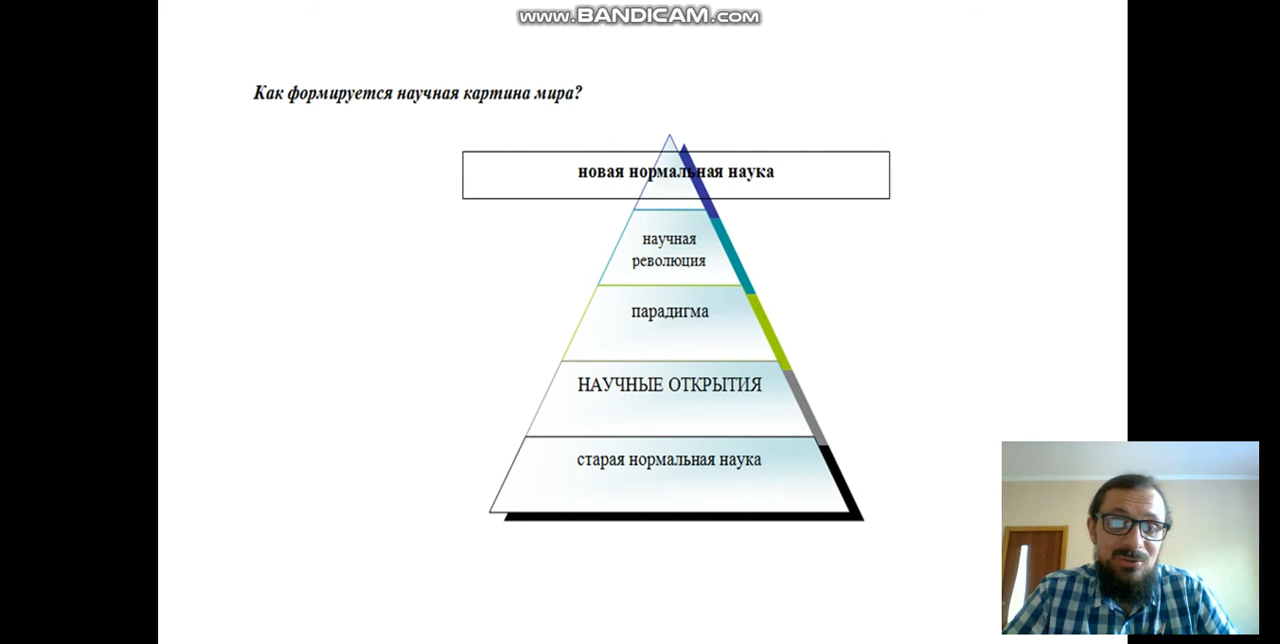 www.BANDICAM.com
Как формируется научная картина мира?
новая нормальная наука
научная
революция
парадигма
НАУЧНЫЕ ОТКРЫТИЯ
старая нормальная наука